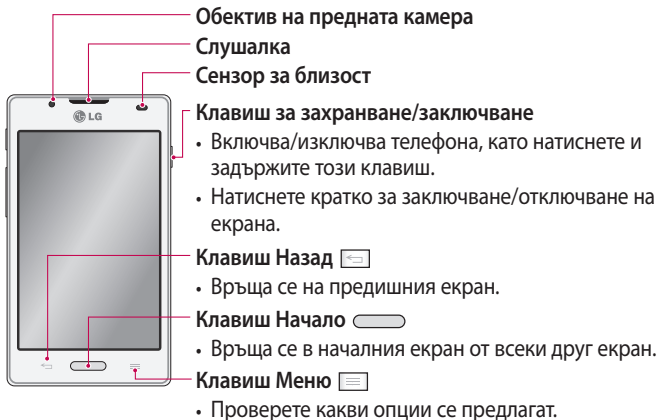 Обектив на предната камера
Слушалка
Сензор за близост
LG
Клавиш за захранване/заключване
• Включва/изключва телефона, като натиснете и
задържите този клавиш.
• Натиснете кратко за заключване/отключване на
екрана.
Клавиш Назад
• Връща се на предишния екран.
Клавиш Начало
• Връща се в началния екран от всеки друг екран.
Клавиш Меню
• Проверете какви опции се предлагат.